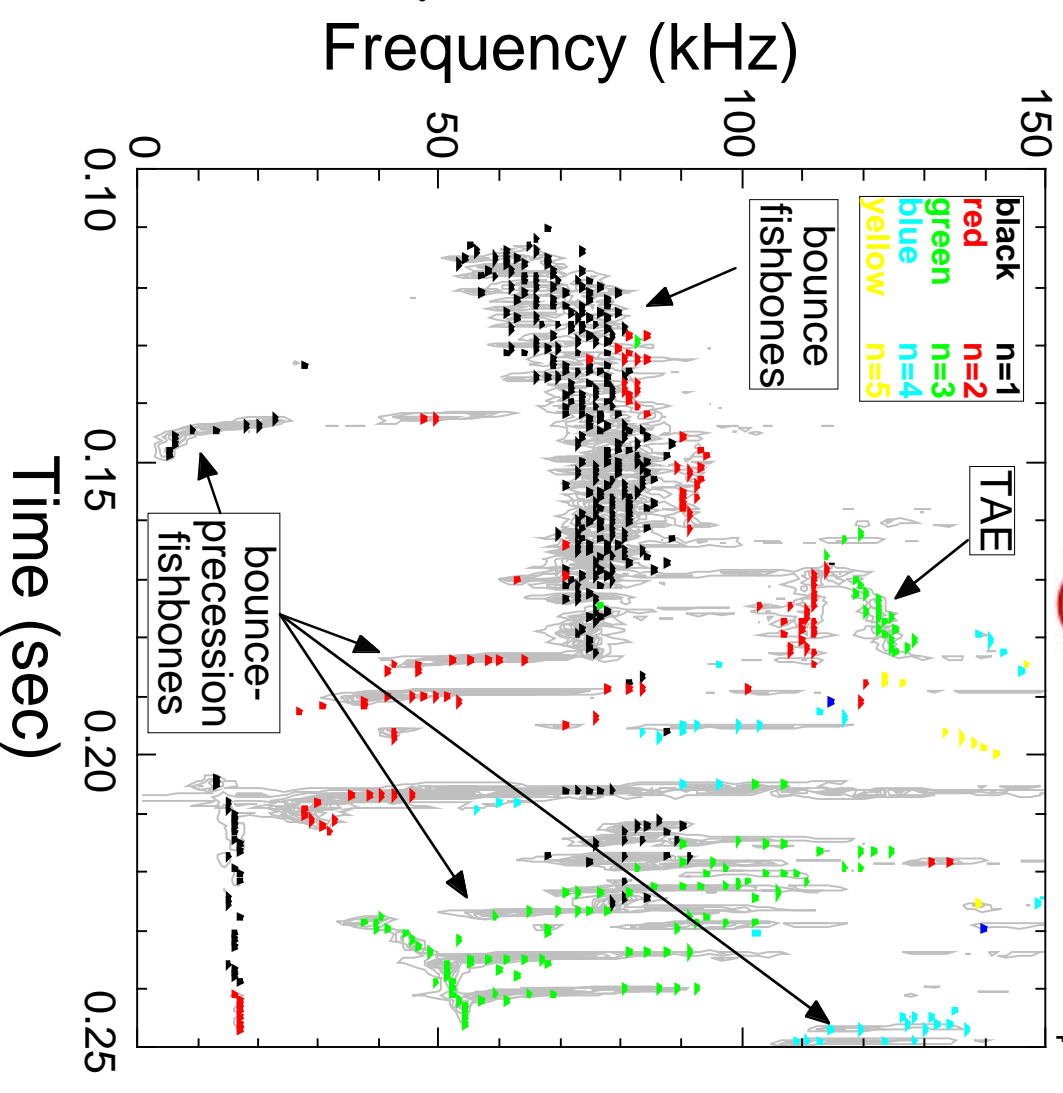 Frequency (kHz)
0
50
100
150
0.10
0.15
0.20
0.25
Time (sec)
black n=1
red n=2
green n=3
blue n=4
yellow n=5
bounce
fishbones
TAE
bounce-
precession
fishbones